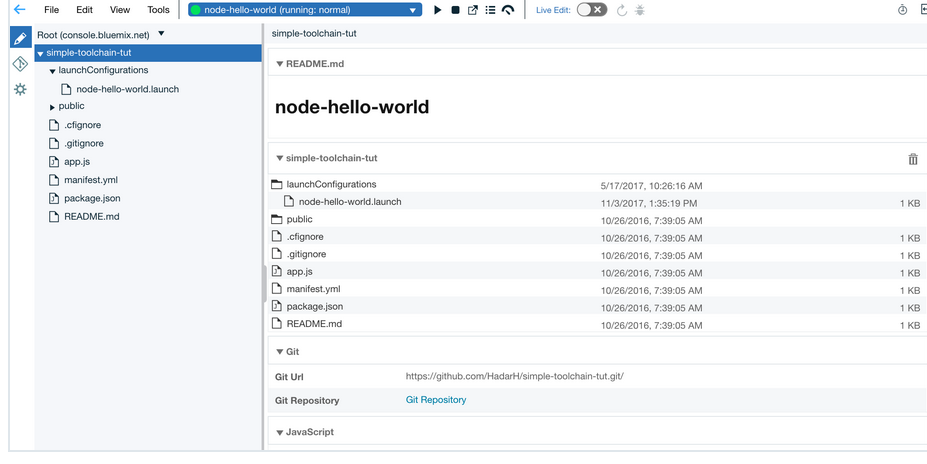 File Edit View Tools node-hello-world (running: normal) Live Edit:
Root (console.bluemix.net)
simple-toolchain-tut
launchConfigurations
node-hello-world.launch
public
.cfignore
.gitignore
app.js
manifest.yml
package.json
README.md
simple-toolchain-tut
README.md
node-hello-world
simple-toolchain-tut
launchConfigurations 5/17/2017, 10:26:16 AM
node-hello-world.launch 11/3/2017, 1:35:19 PM 1 KB
public 10/26/2016, 7:39:05 AM
.cfignore 10/26/2016, 7:39:05 AM 1 KB
.gitignore 10/26/2016, 7:39:05 AM 1 KB
app.js 10/26/2016, 7:39:05 AM 1 KB
manifest.yml 10/26/2016, 7:39:05 AM 1 KB
package.json 10/26/2016, 7:39:05 AM 1 KB
README.md 10/26/2016, 7:39:05 AM 1 KB
Git
Git Url https://github.com/HadarH/simple-toolchain-tut.git/
Git Repository Git Repository
JavaScript